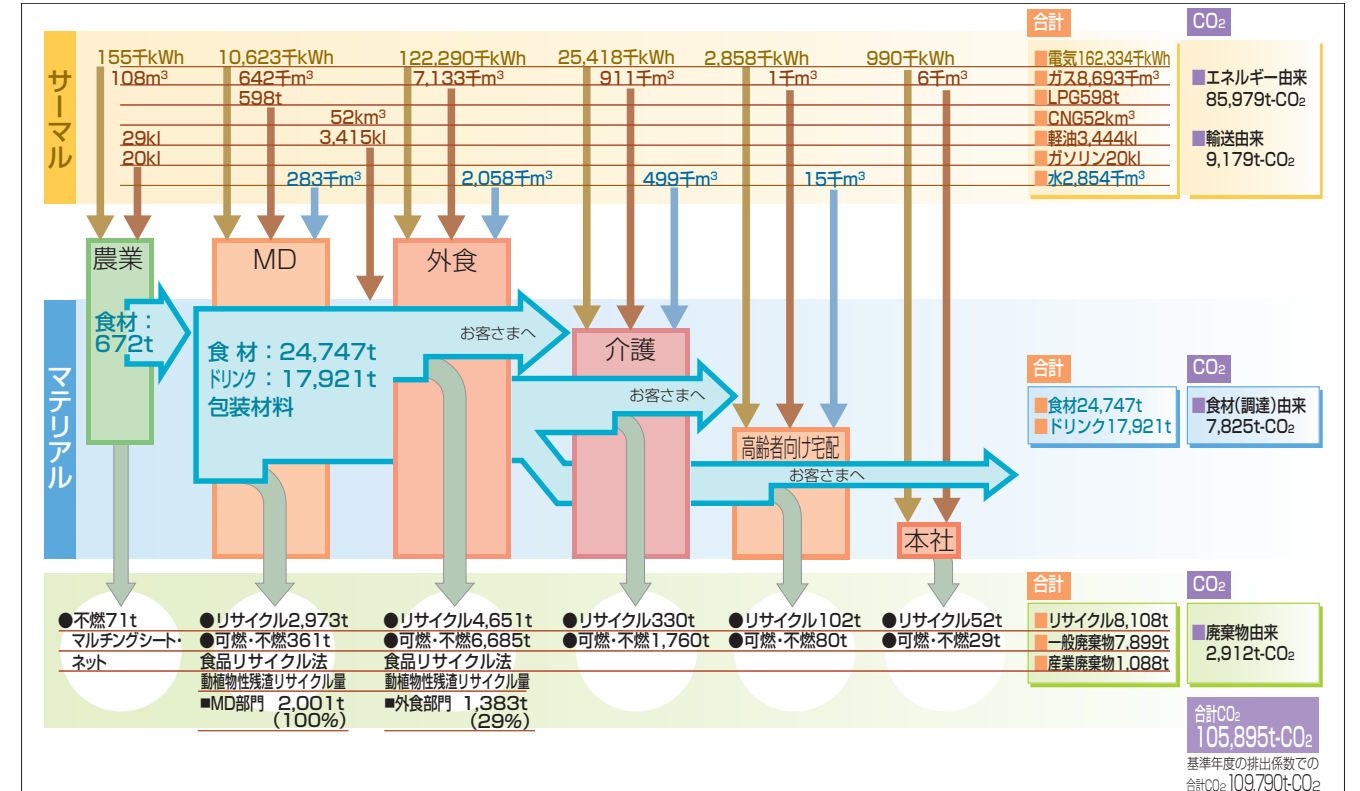 合計
CO₂
サーマル
155千kWh 10,623千kWh 122,290千kWh 25,418千kWh 2,858千kWh 990千kWh
■電気162,334千kWh
108m³ 642千m³ 7,133千m³ 911千m³ 1千m³ 6千m³
■ガス8,693千m³
598t
■LPG598t
52km³
■CNG52km³
29kl 3,415kl
■軽油3,444kl
20kl
■ガソリン20kl
283千m³ 2,058千m³ 499千m³ 15千m³
■水2,854千m³
■エネルギー由来
85,979t-CO₂
■輸送由来
9,179t-CO₂
農業
MD
外食
マテリアル
食材：
672t
食 材：24,747t
ドリンク：17,921t
包装材料
お客さまへ
介護
お客さまへ
高齢者向け宅配
お客さまへ
本社
合計
■食材24,747t
■ドリンク17,921t
CO₂
■食材(調達)由来
7,825t-CO₂
●不燃71t
マルチングシート・
ネット
●リサイクル2,973t
●可燃・不燃361t
食品リサイクル法
動植物性残渣リサイクル量
■MD部門 2,001t
(100%)
●リサイクル4,651t
●可燃・不燃6,685t
食品リサイクル法
動植物性残渣リサイクル量
■外食部門 1,383t
(29%)
●リサイクル330t
●可燃・不燃1,760t
●リサイクル102t
●可燃・不燃80t
●リサイクル52t
●可燃・不燃29t
合計
■リサイクル8,108t
■一般廃棄物7,899t
■産業廃棄物1,088t
CO₂
■廃棄物由来
2,912t-CO₂
合計CO₂
105,895t-CO₂
基準年度の排出係数での
合計CO₂ 109,790t-CO₂